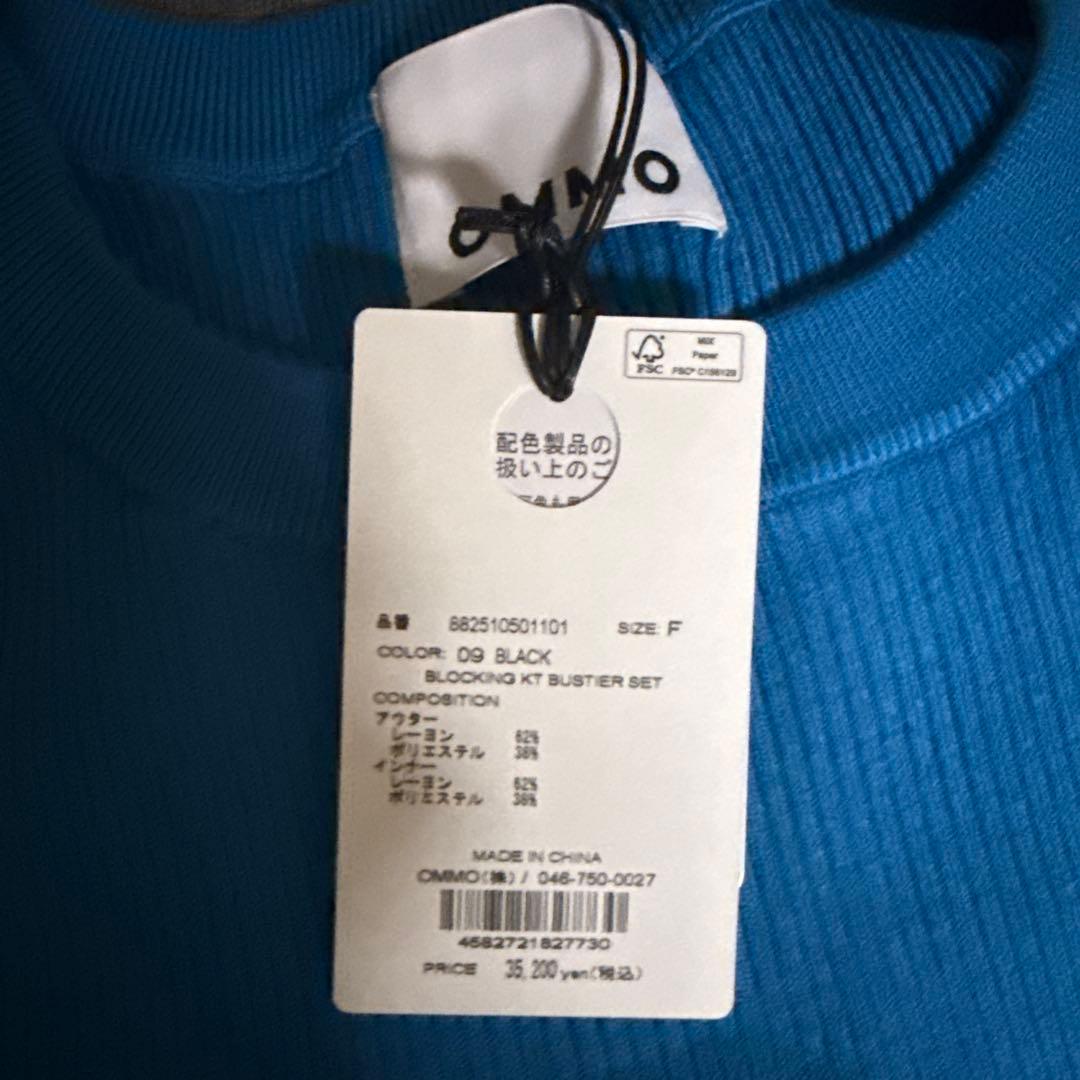 OMMO
FSC
MIX
Paper
FSC® C156129
配色製品の
扱い上のご
品番 882510501101 SIZE: F
COLOR: 09 BLACK
BLOCKING KT BUSTIER SET
COMPOSITION
アウター
レーヨン 62%
ポリエステル 38%
インナー
レーヨン 62%
ポリエステル 38%
MADE IN CHINA
OMMO(株) / 046-750-0027
4582721827730
PRICE 35,200 yen(税込)